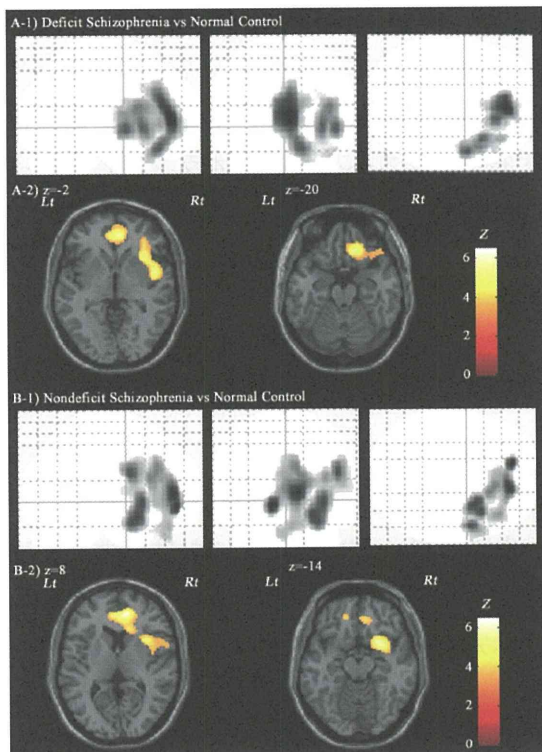 A-1) Deficit Schizophrenia vs Normal Control
A-2) z=-2
Lt
Rt
z=-20
Lt
Rt
Z
6
4
2
0
B-1) Nondeficit Schizophrenia vs Normal Control
B-2) z=8
Lt
Rt
z=-14
Lt
Rt
Z
6
4
2
0